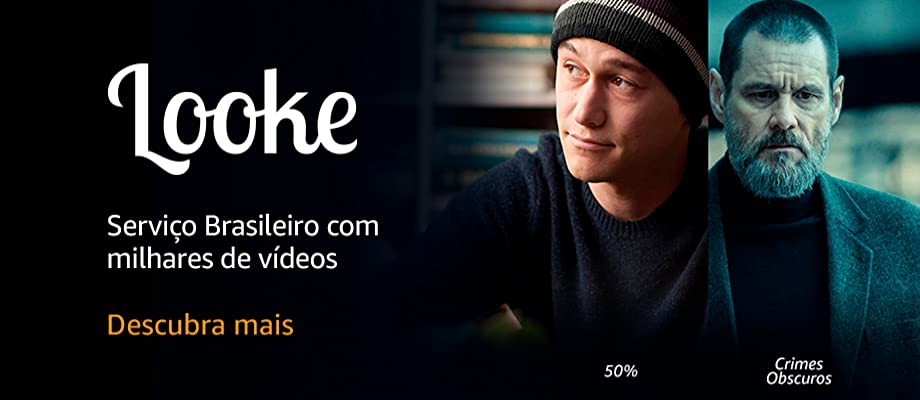 Looke
Serviço Brasileiro com
milhares de vídeos
Descubra mais
50%
Crimes
Obscuros